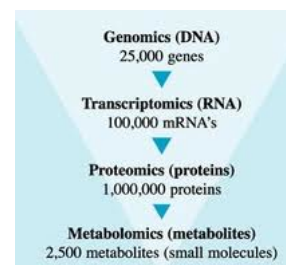 Genomics (DNA)
25,000 genes
Transcriptomics (RNA)
100,000 mRNA's
Proteomics (proteins)
1,000,000 proteins
Metabolomics (metabolites)
2,500 metabolites (small molecules)